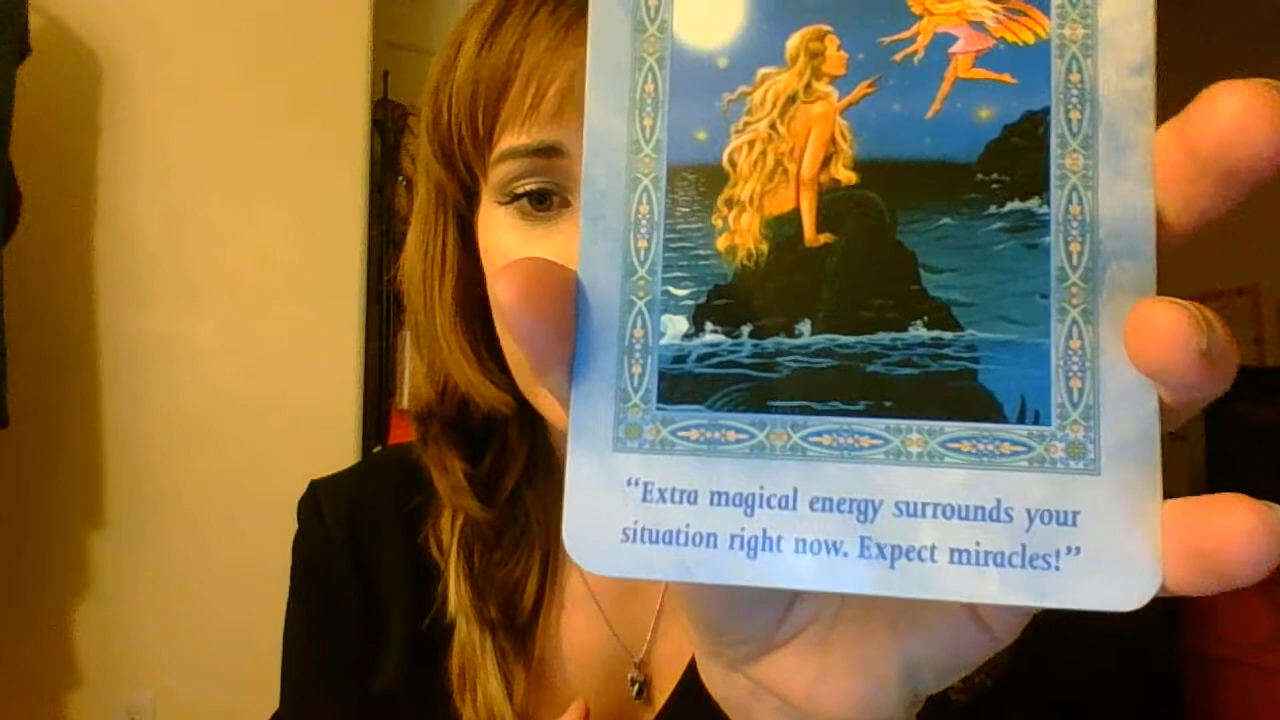 “Extra magical energy surrounds your
situation right now. Expect miracles!”